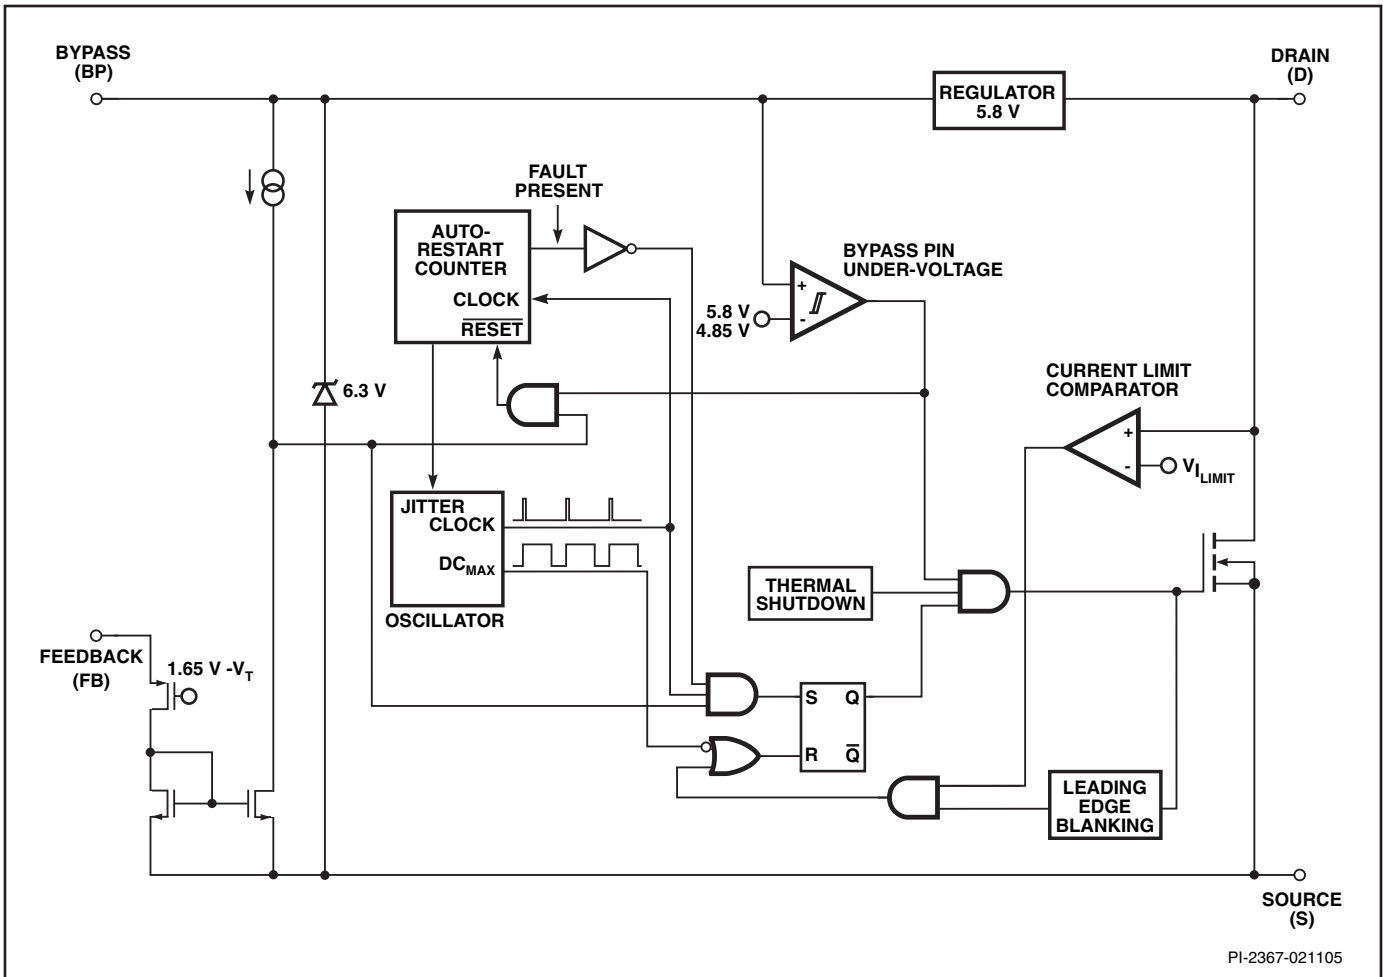 BYPASS
(BP)
DRAIN
(D)
REGULATOR
5.8 V
FAULT
PRESENT
AUTO-
RESTART
COUNTER
CLOCK
RESET
BYPASS PIN
UNDER-VOLTAGE
+
5.8 V
4.85 V
-
6.3 V
CURRENT LIMIT
COMPARATOR
+
-
VILIMIT
JITTER
CLOCK
DCMAX
OSCILLATOR
THERMAL
SHUTDOWN
FEEDBACK
(FB)
1.65 V -VT
S Q
R Q̅
LEADING
EDGE
BLANKING
SOURCE
(S)
PI-2367-021105